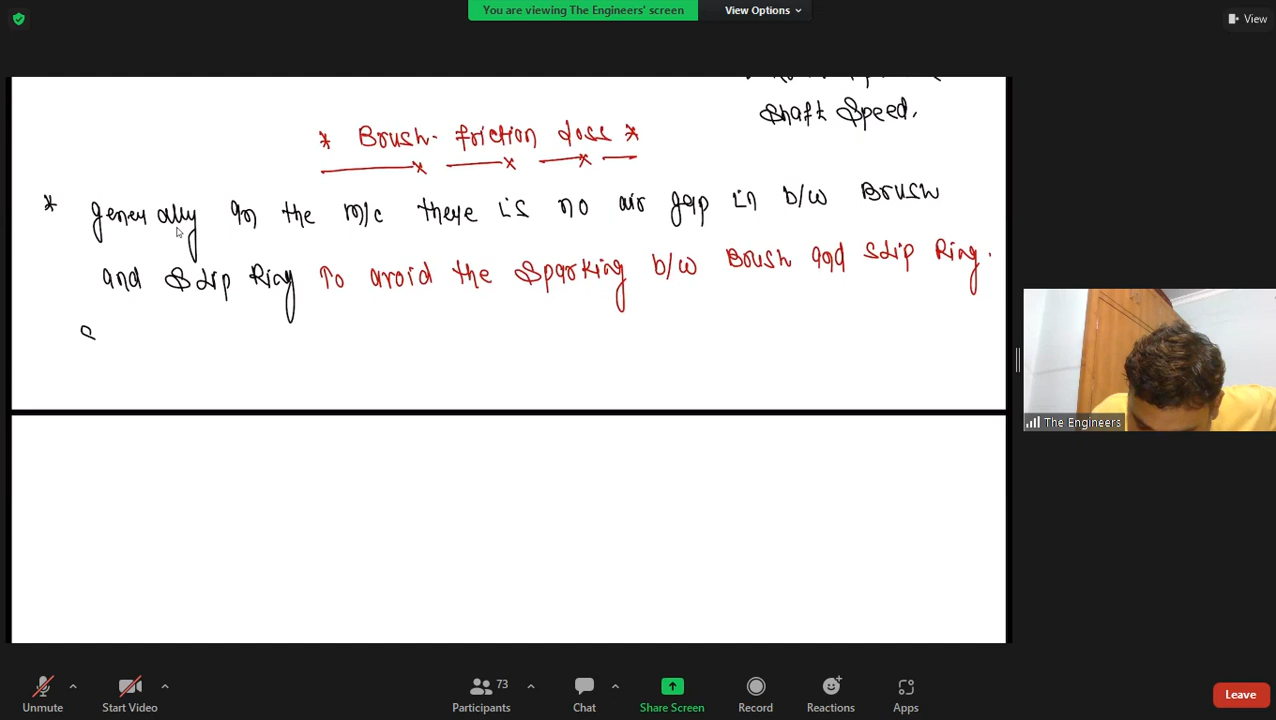 You are viewing The Engineers' screen
View Options
View
Shaft Speed.
* Brush-friction Loss *
* generally in the m/c there is no air gap in b/w Brush
and Slip Ring To avoid the Sparking b/w Brush and Slip Ring.
The Engineers
Unmute
Start Video
73
Participants
Chat
Share Screen
Record
Reactions
Apps
Leave